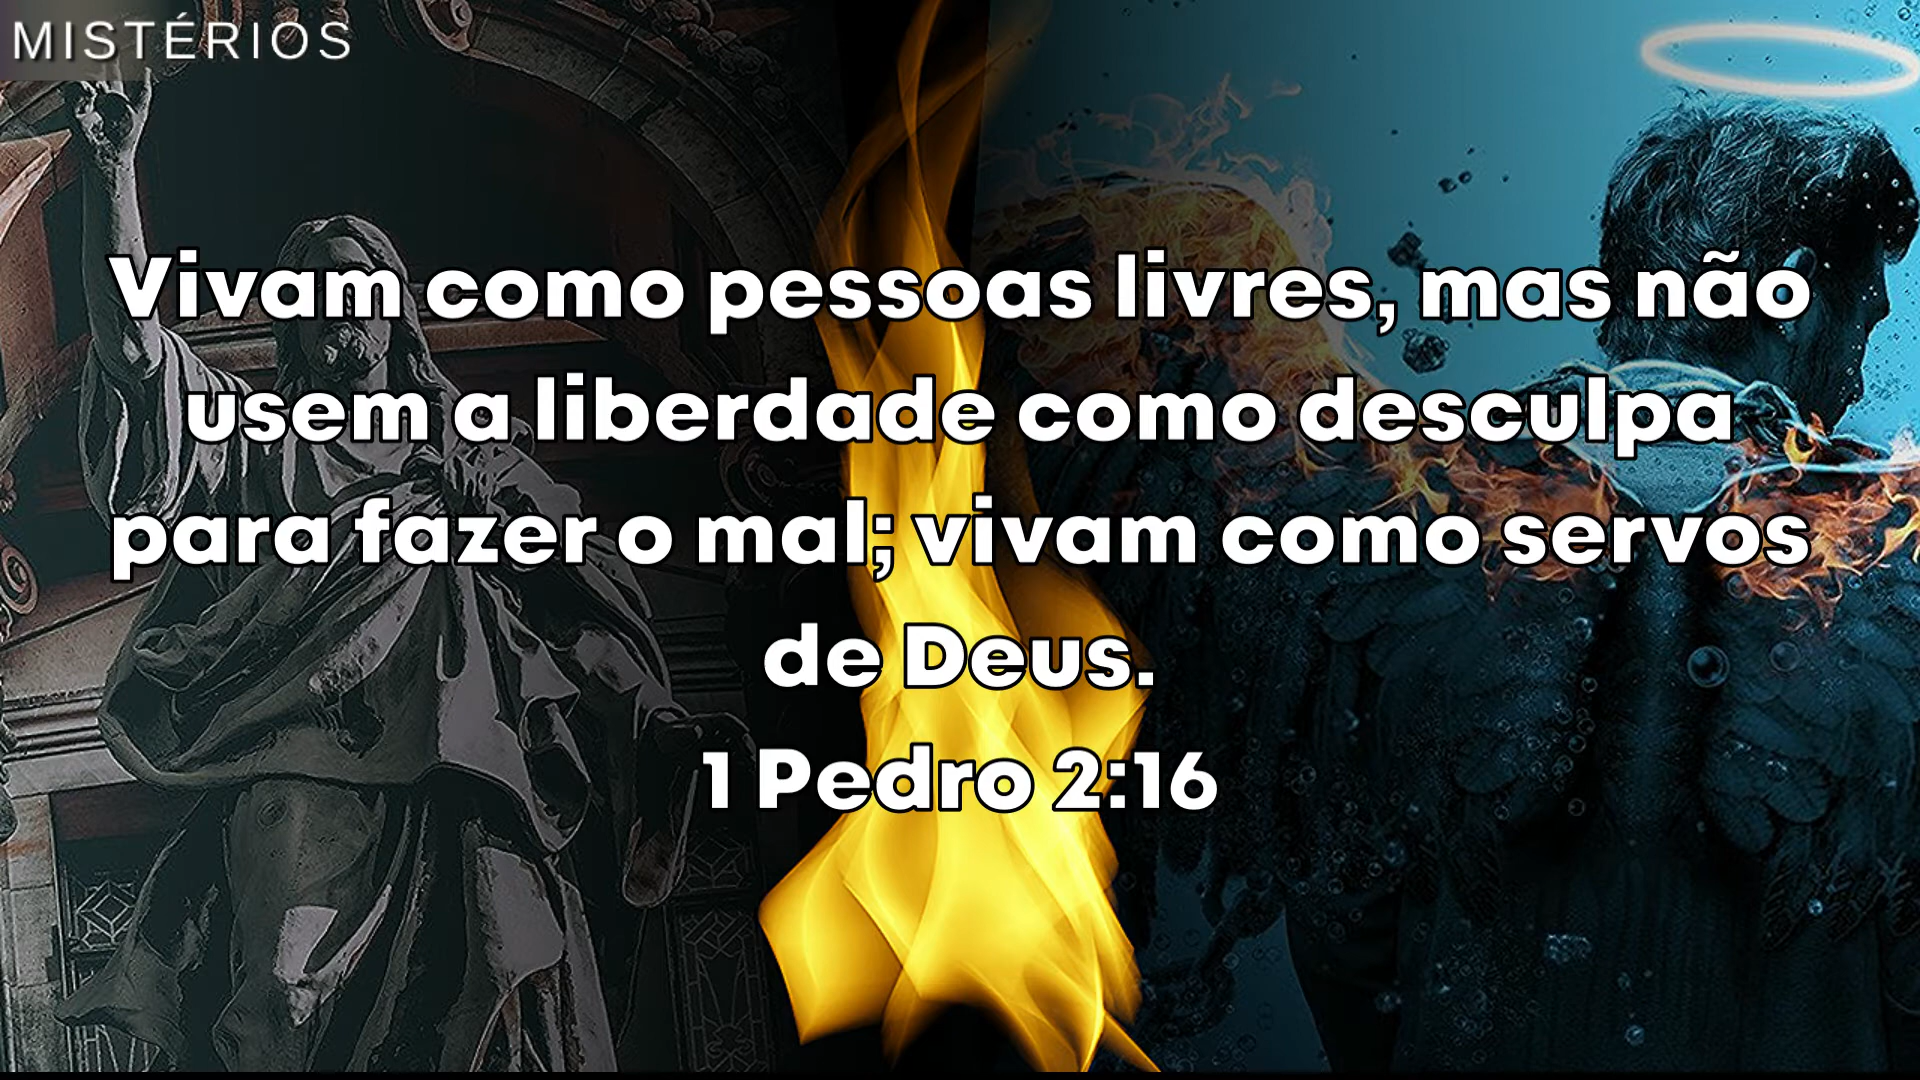 MISTÉRIOS
Vivam como pessoas livres, mas não
usem a liberdade como desculpa
para fazer o mal; vivam como servos
de Deus.
1 Pedro 2:16